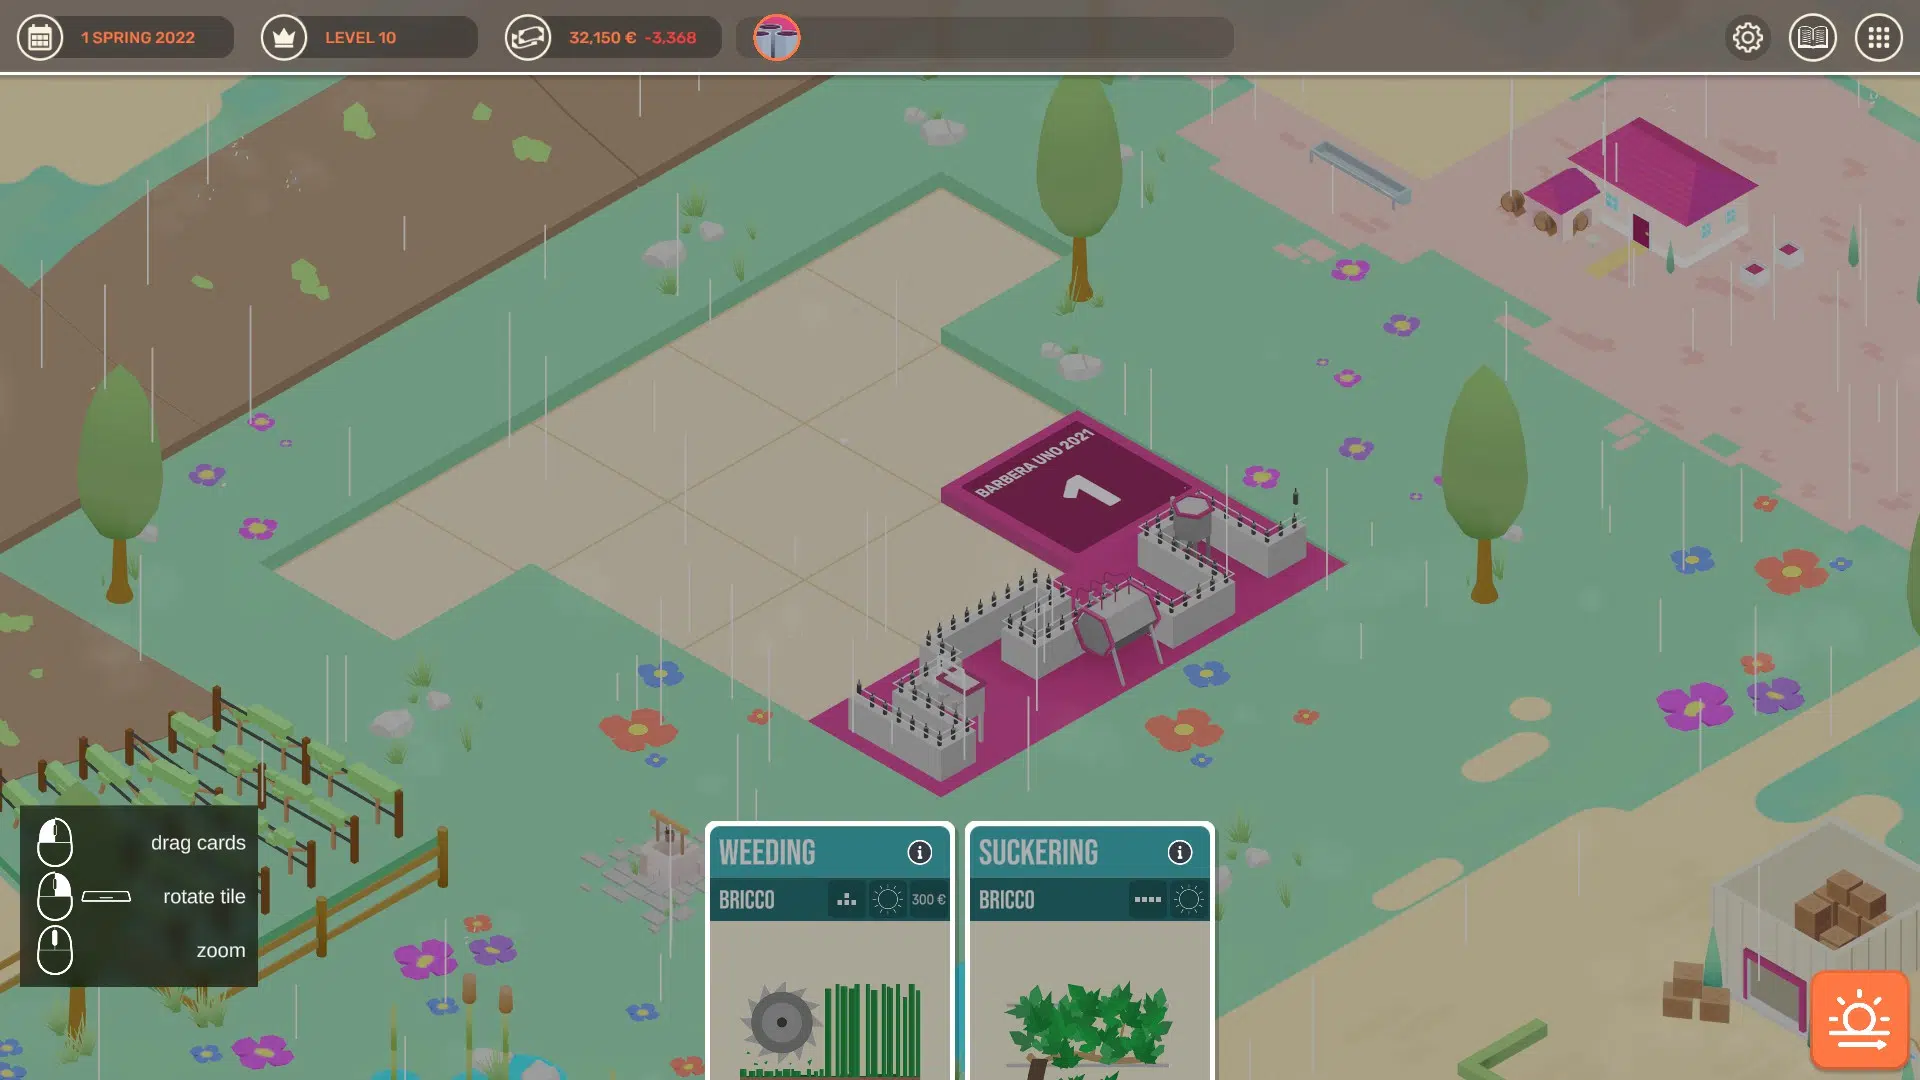 1 SPRING 2022
LEVEL 10
32,150 € -3,368
BARBERA UNO 2021
1
drag cards
rotate tile
zoom
WEEDING
BRICCO
300 €
SUCKERING
BRICCO